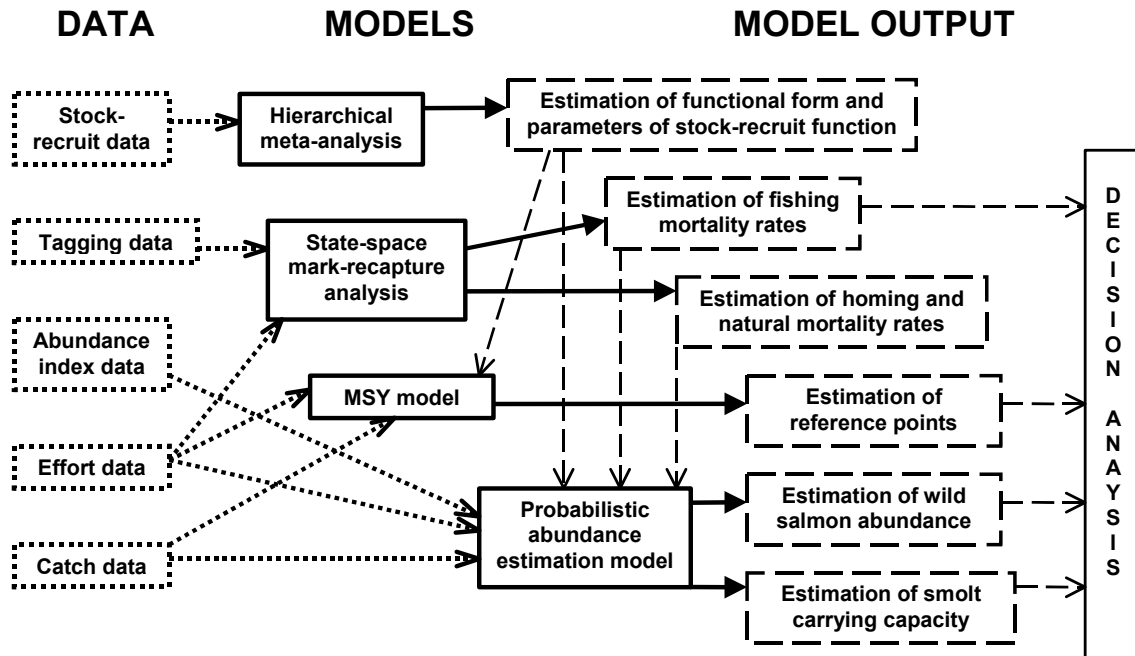 DATA
MODELS
MODEL OUTPUT
Stock-
recruit data
Hierarchical
meta-analysis
Estimation of functional form and
parameters of stock-recruit function
Tagging data
State-space
mark-recapture
analysis
Estimation of fishing
mortality rates
Estimation of homing and
natural mortality rates
Abundance
index data
MSY model
Estimation of
reference points
Effort data
Probabilistic
abundance
estimation model
Estimation of wild
salmon abundance
Catch data
Estimation of smolt
carrying capacity
DECISION ANALYSIS